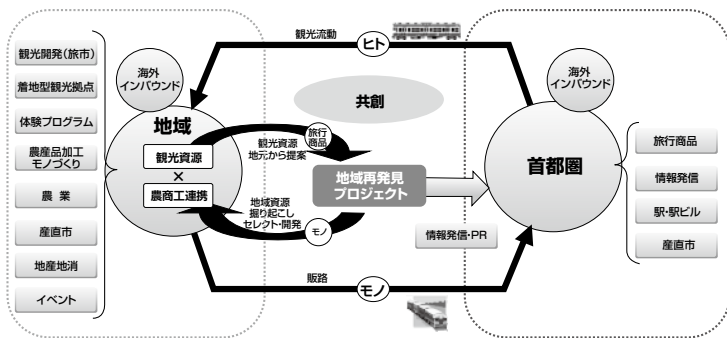 観光流動
ヒト
観光開発(旅市)
着地型観光拠点
体験プログラム
農産品加工
モノづくり
農 業
産直市
地産地消
イベント
海外
インバウンド
地域
観光資源
×
農商工連携
共創
旅行
商品
観光資源
地元から提案
地域再発見
プロジェクト
地域資源
掘り起こし
セレクト・開発
モノ
情報発信・PR
販路
モノ
海外
インバウンド
首都圏
旅行商品
情報発信
駅・駅ビル
産直市